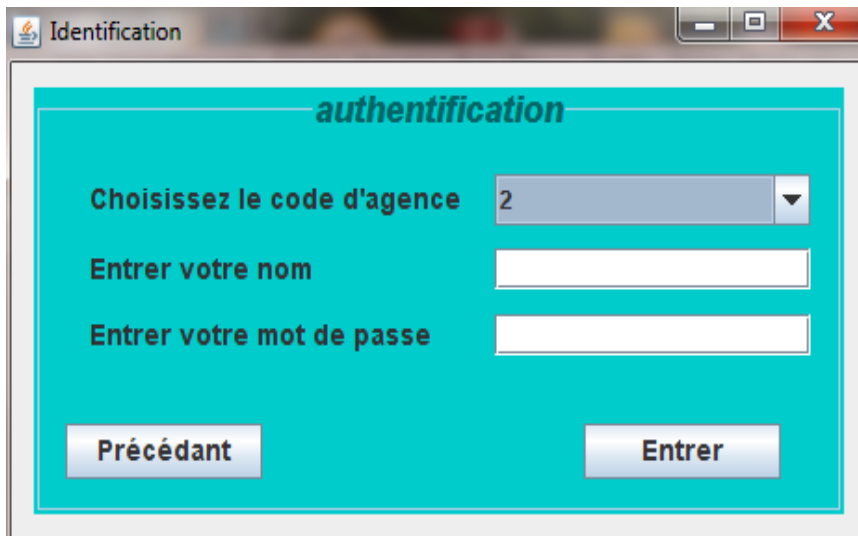 Identification
authentification
Choisissez le code d'agence 2
Entrer votre nom
Entrer votre mot de passe
Précédant Entrer